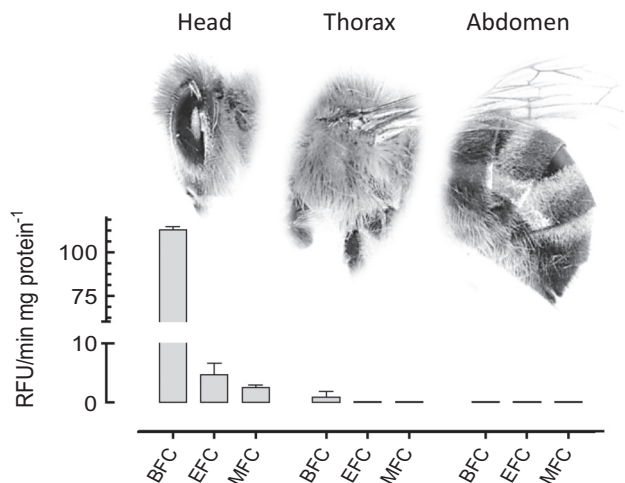 Head Thorax Abdomen
RFU/min mg protein-1
100
75
10
0
BFC EFC MFC BFC EFC MFC BFC EFC MFC